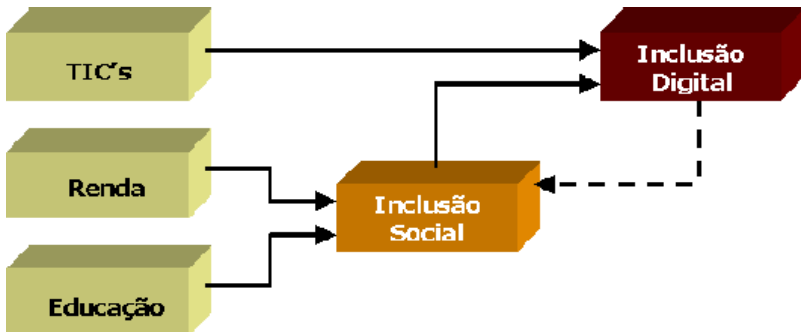 TIC's
Inclusão
Digital
Renda
Inclusão
Social
Educação